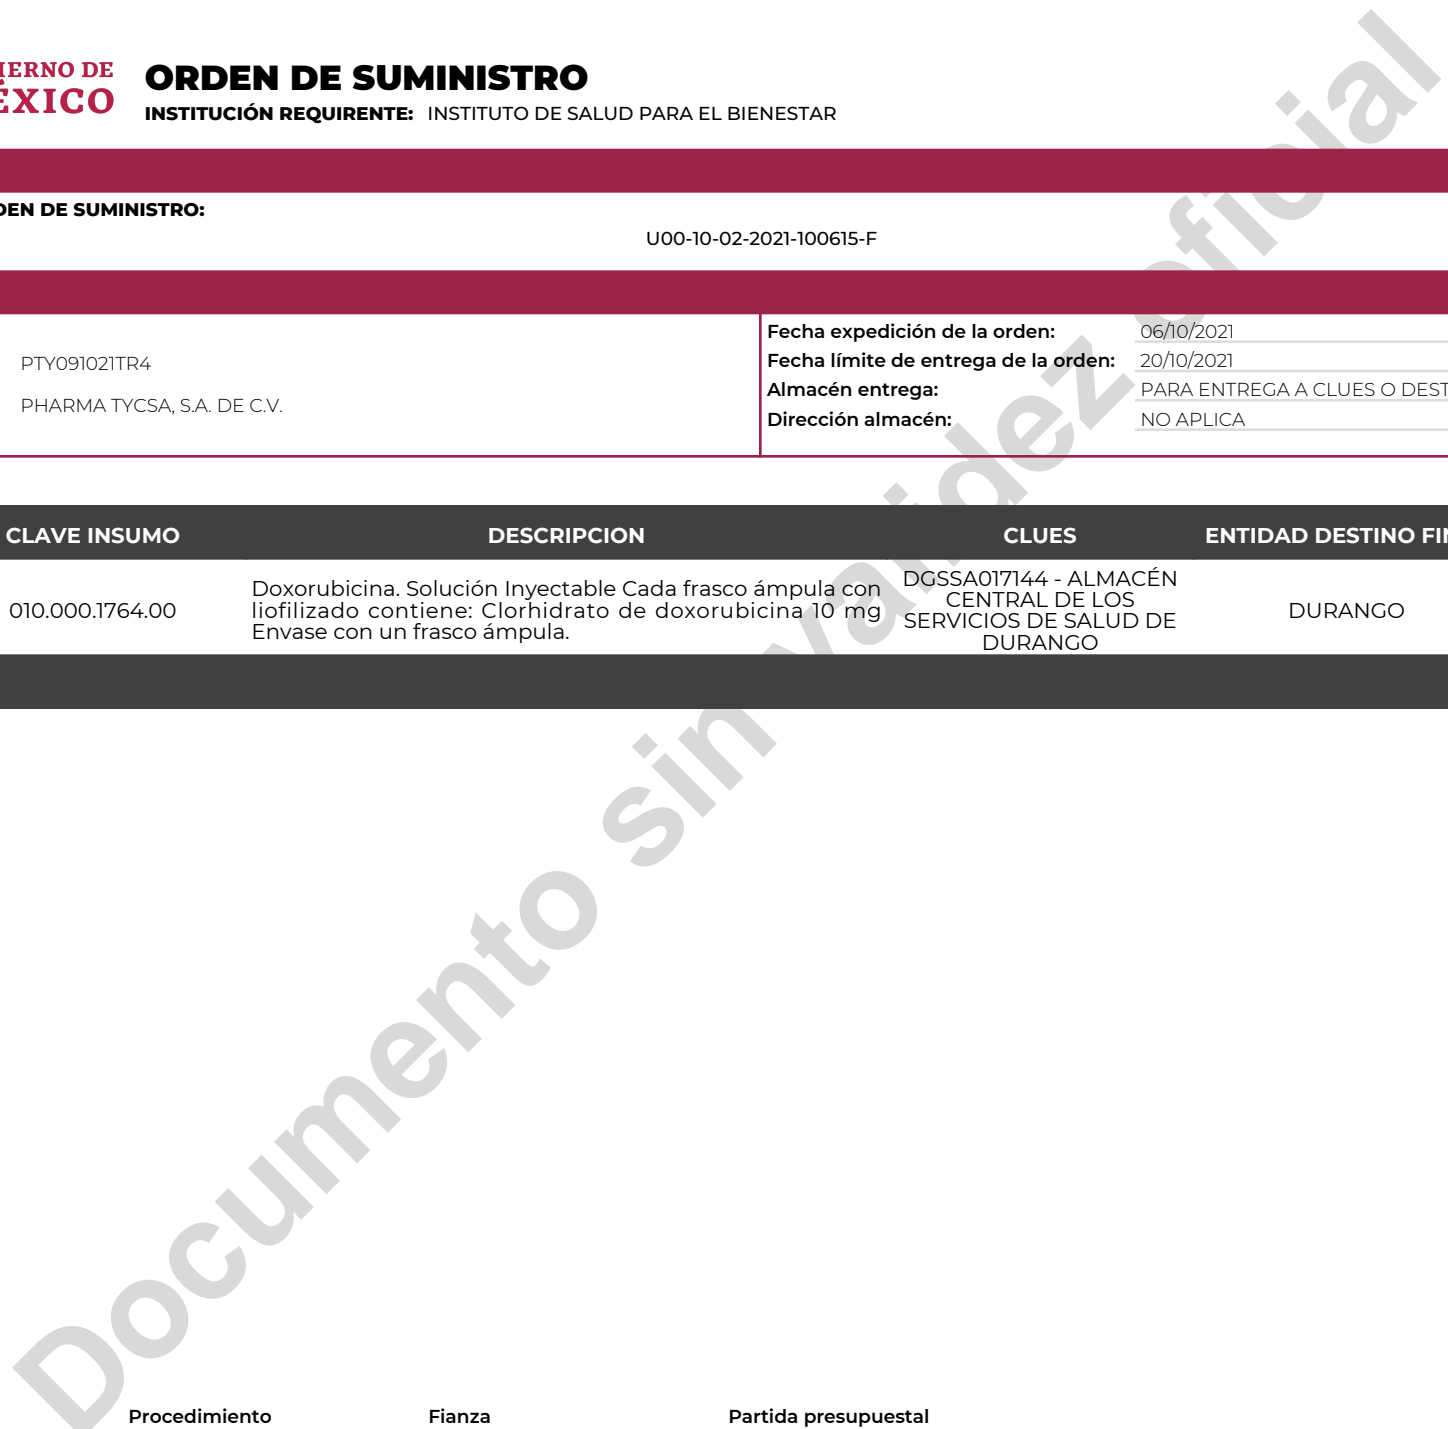 IERNO DE
ÉXICO
ORDEN DE SUMINISTRO
INSTITUCIÓN REQUIRENTE: INSTITUTO DE SALUD PARA EL BIENESTAR
DEN DE SUMINISTRO:
U00-10-02-2021-100615-F
PTY091021TR4
PHARMA TYCSA, S.A. DE C.V.
Fecha expedición de la orden: 06/10/2021
Fecha límite de entrega de la orden: 20/10/2021
Almacén entrega: PARA ENTREGA A CLUES O DEST
Dirección almacén: NO APLICA
CLAVE INSUMO DESCRIPCION CLUES ENTIDAD DESTINO FIN
010.000.1764.00
Doxorubicina. Solución Inyectable Cada frasco ámpula con
liofilizado contiene: Clorhidrato de doxorubicina 10 mg
Envase con un frasco ámpula.
DGSSA017144 - ALMACÉN
CENTRAL DE LOS
SERVICIOS DE SALUD DE
DURANGO
DURANGO
Documento sin validez oficial
Procedimiento Fianza Partida presupuestal